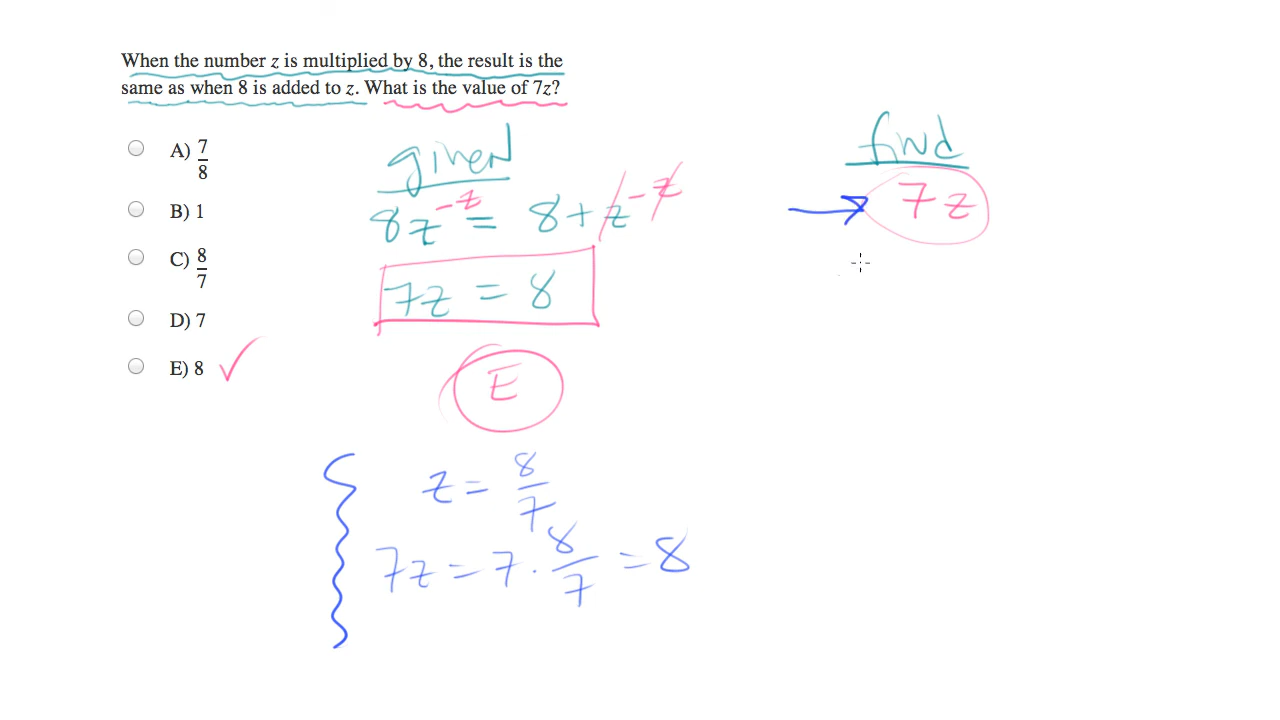 When the number z is multiplied by 8, the result is the
same as when 8 is added to z. What is the value of 7z?
A) 7/8
B) 1
C) 8/7
D) 7
E) 8 ✓
given
8z -z = 8 + z -z
7z = 8
E
z = 8/7
7z = 7 · 8/7 = 8
find
→ 7z